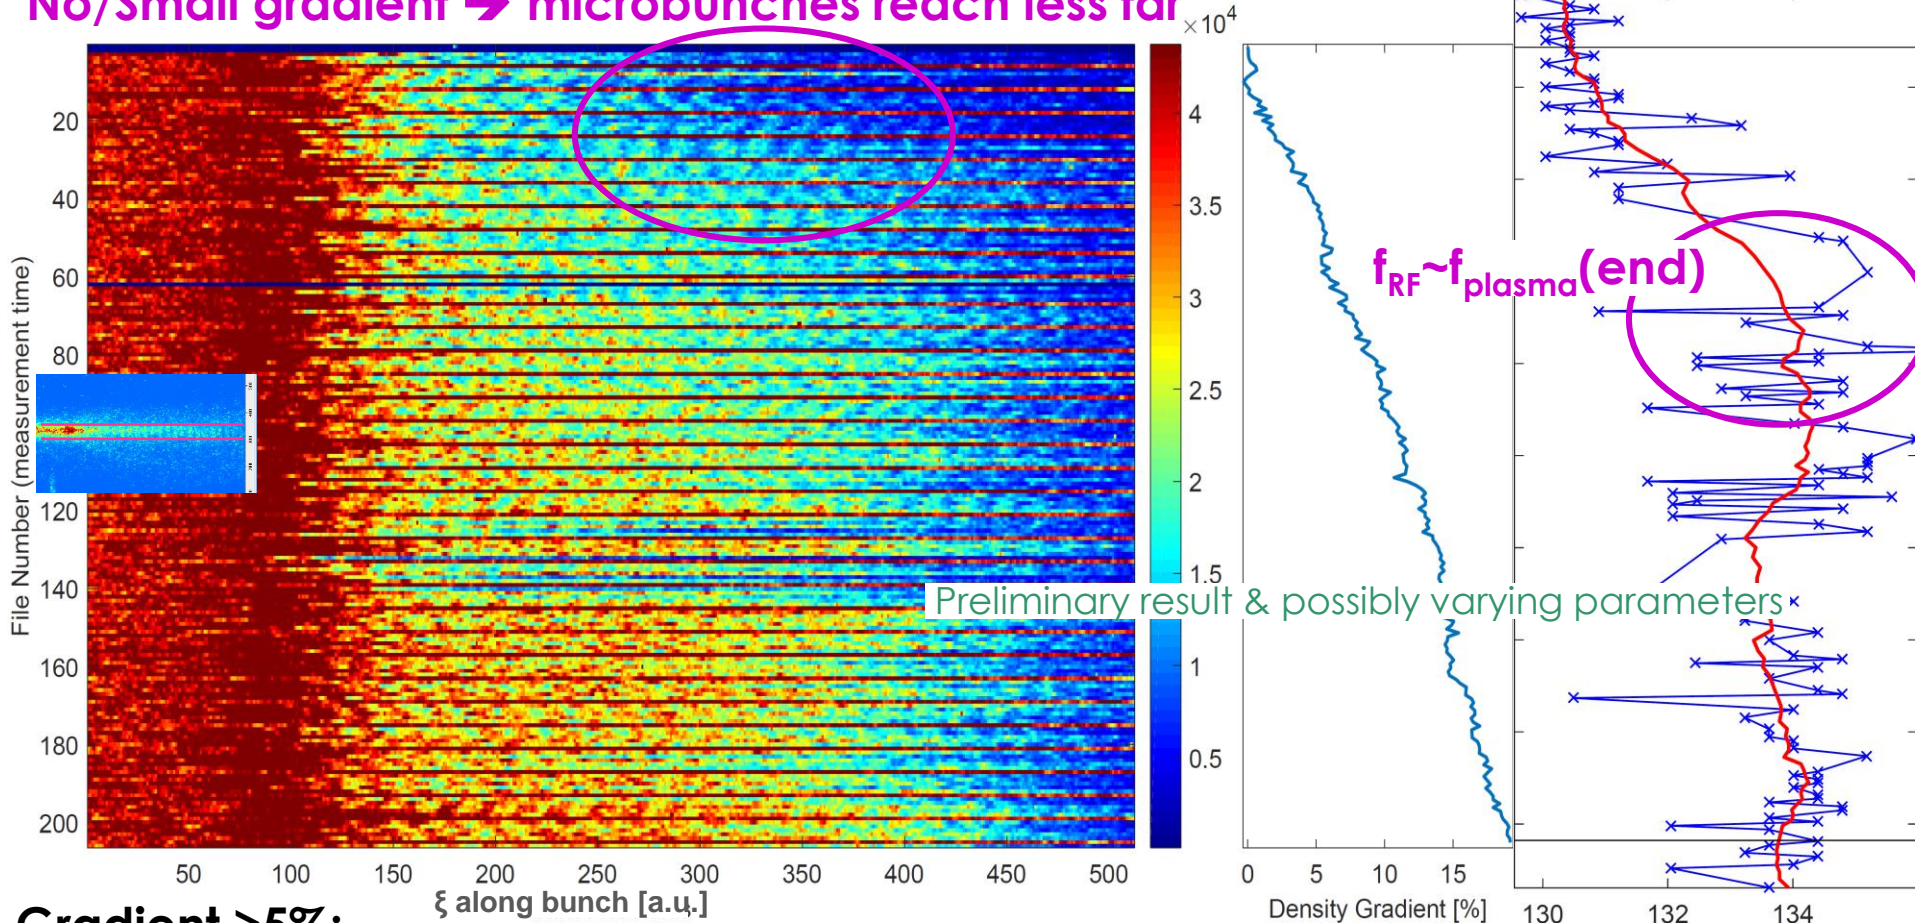 No/Small gradient ➔ microbunches reach less far
×10⁴
20
40
60
80
120
140
160
180
200
File Number (measurement time)
50 100 150 200 250 300 350 400 450 500
ξ along bunch [a.u.]
4
3.5
3
2.5
2
1.5
1
0.5
0 5 10 15
Density Gradient [%]
f_RF~f_plasma(end)
Preliminary result & possibly varying parameters
130 132 134
Gradient >5%: